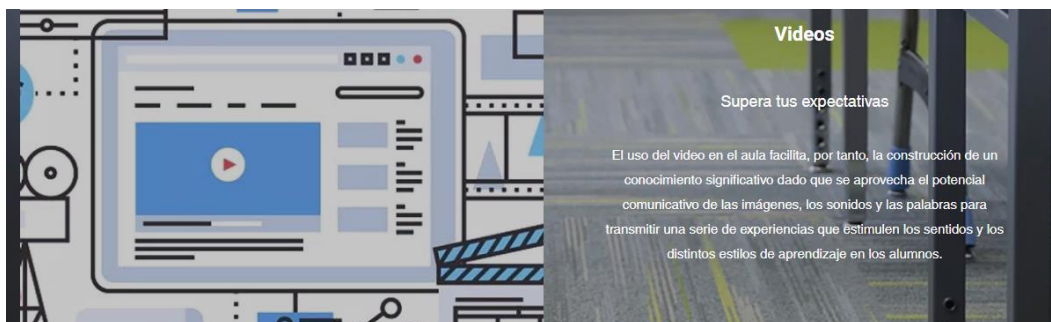 Videos
Supera tus expectativas
El uso del video en el aula facilita, por tanto, la construcción de un
conocimiento significativo dado que se aprovecha el potencial
comunicativo de las imágenes, los sonidos y las palabras para
transmitir una serie de experiencias que estimulen los sentidos y los
distintos estilos de aprendizaje en los alumnos.